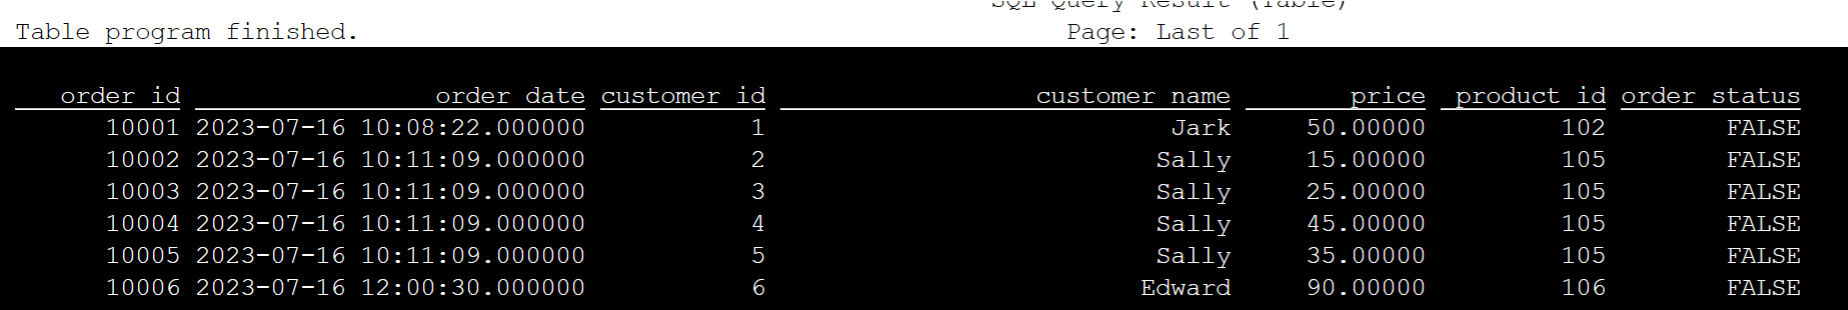 SQL Query Result (Table)
Table program finished. Page: Last of 1
order id order date customer id customer name price product id order status
10001 2023-07-16 10:08:22.000000 1 Jark 50.00000 102 FALSE
10002 2023-07-16 10:11:09.000000 2 Sally 15.00000 105 FALSE
10003 2023-07-16 10:11:09.000000 3 Sally 25.00000 105 FALSE
10004 2023-07-16 10:11:09.000000 4 Sally 45.00000 105 FALSE
10005 2023-07-16 10:11:09.000000 5 Sally 35.00000 105 FALSE
10006 2023-07-16 12:00:30.000000 6 Edward 90.00000 106 FALSE